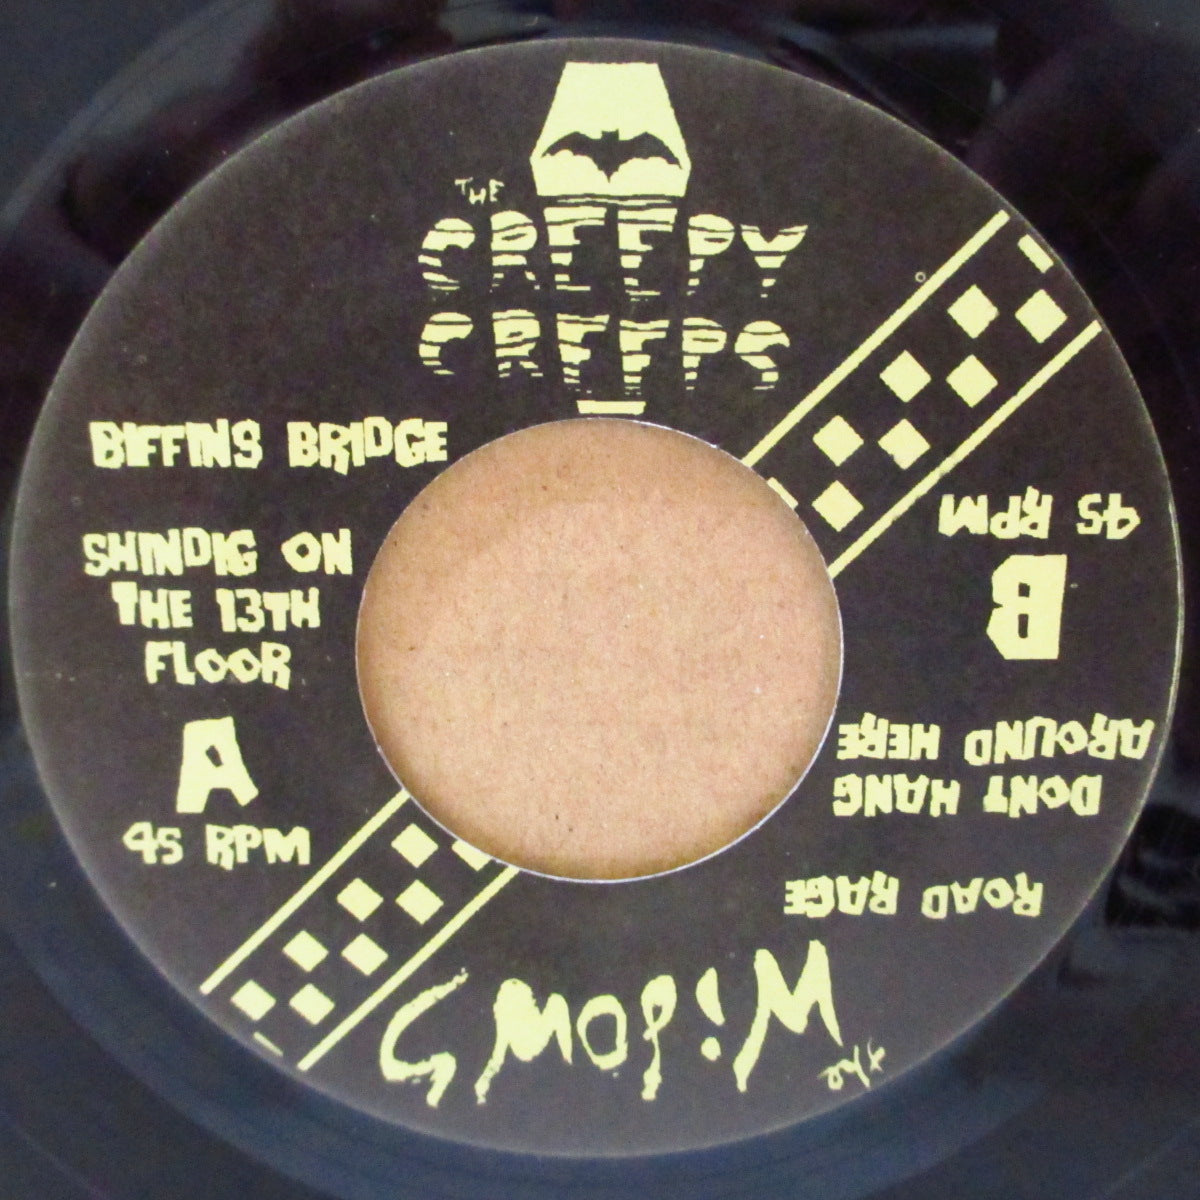 THE
CREEPY
CREEPS
BIFFINS BRIDGE
SHINDIG ON
THE 13TH
FLOOR
A
45 RPM
the
WidowS
ROAD RAGE
DONT HANG
AROUND HERE
B
45 RPM